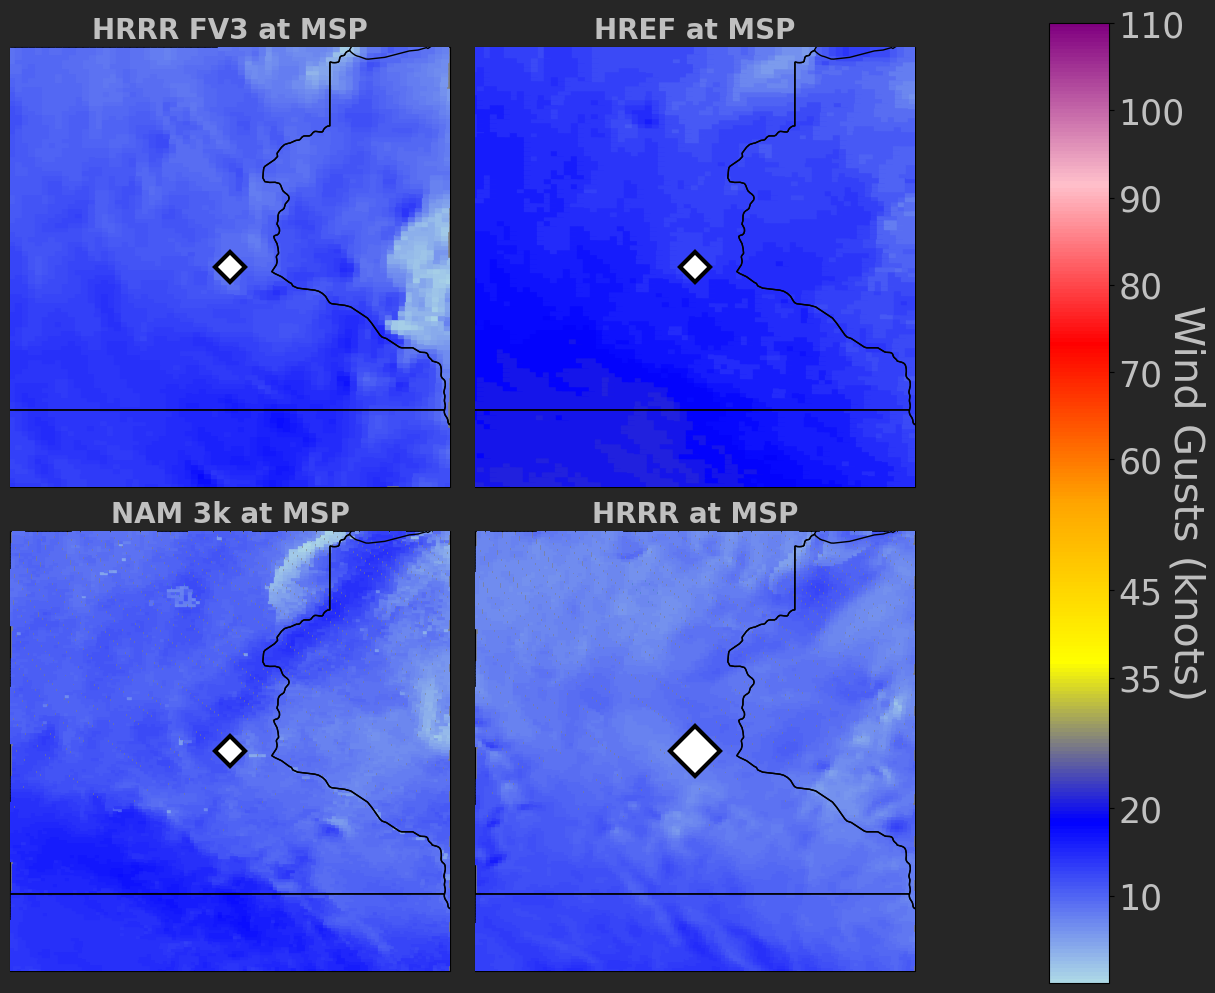 HRRR FV3 at MSP
HREF at MSP
NAM 3k at MSP
HRRR at MSP
110
100
90
80
70
60
45
35
20
10
Wind Gusts (knots)